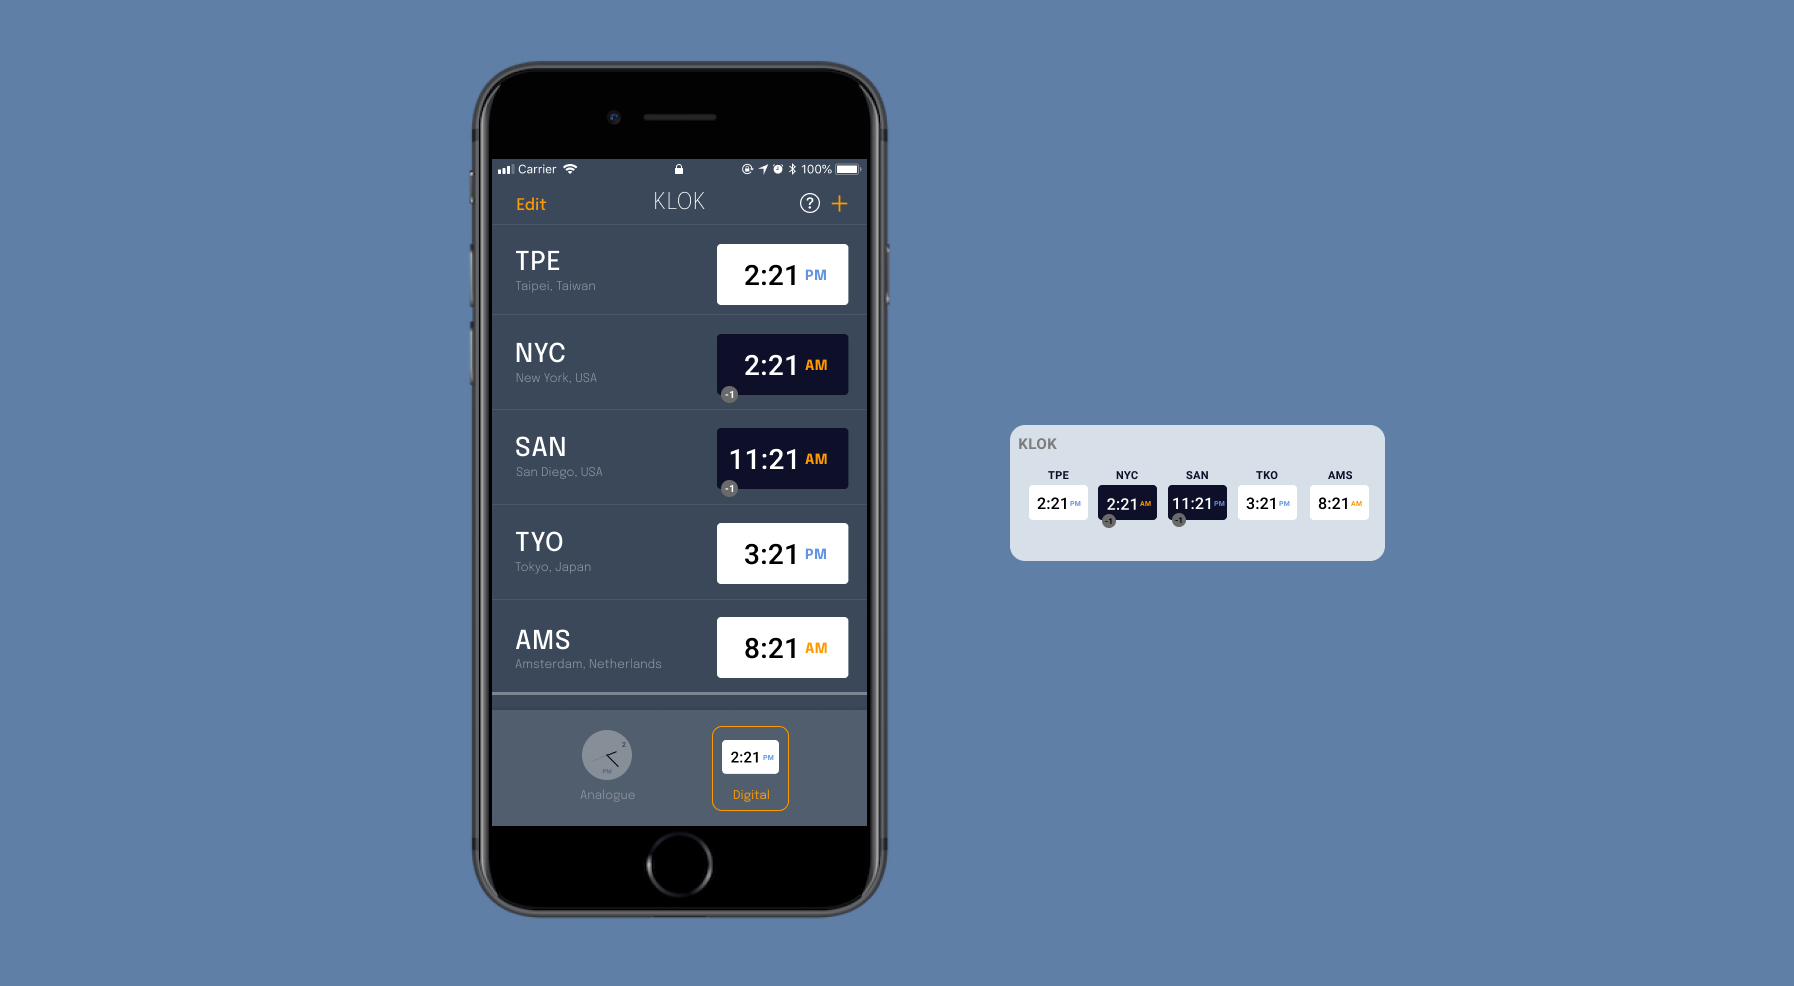 Carrier 100%
Edit KLOK ? +
TPE
Taipei, Taiwan
2:21 PM
NYC
New York, USA
2:21 AM
-1
SAN
San Diego, USA
11:21 AM
-1
TYO
Tokyo, Japan
3:21 PM
AMS
Amsterdam, Netherlands
8:21 AM
2
PM
Analogue
2:21 PM
Digital
KLOK
TPE NYC SAN TKO AMS
2:21 PM 2:21 AM 11:21 PM 3:21 PM 8:21 AM
-1 -1